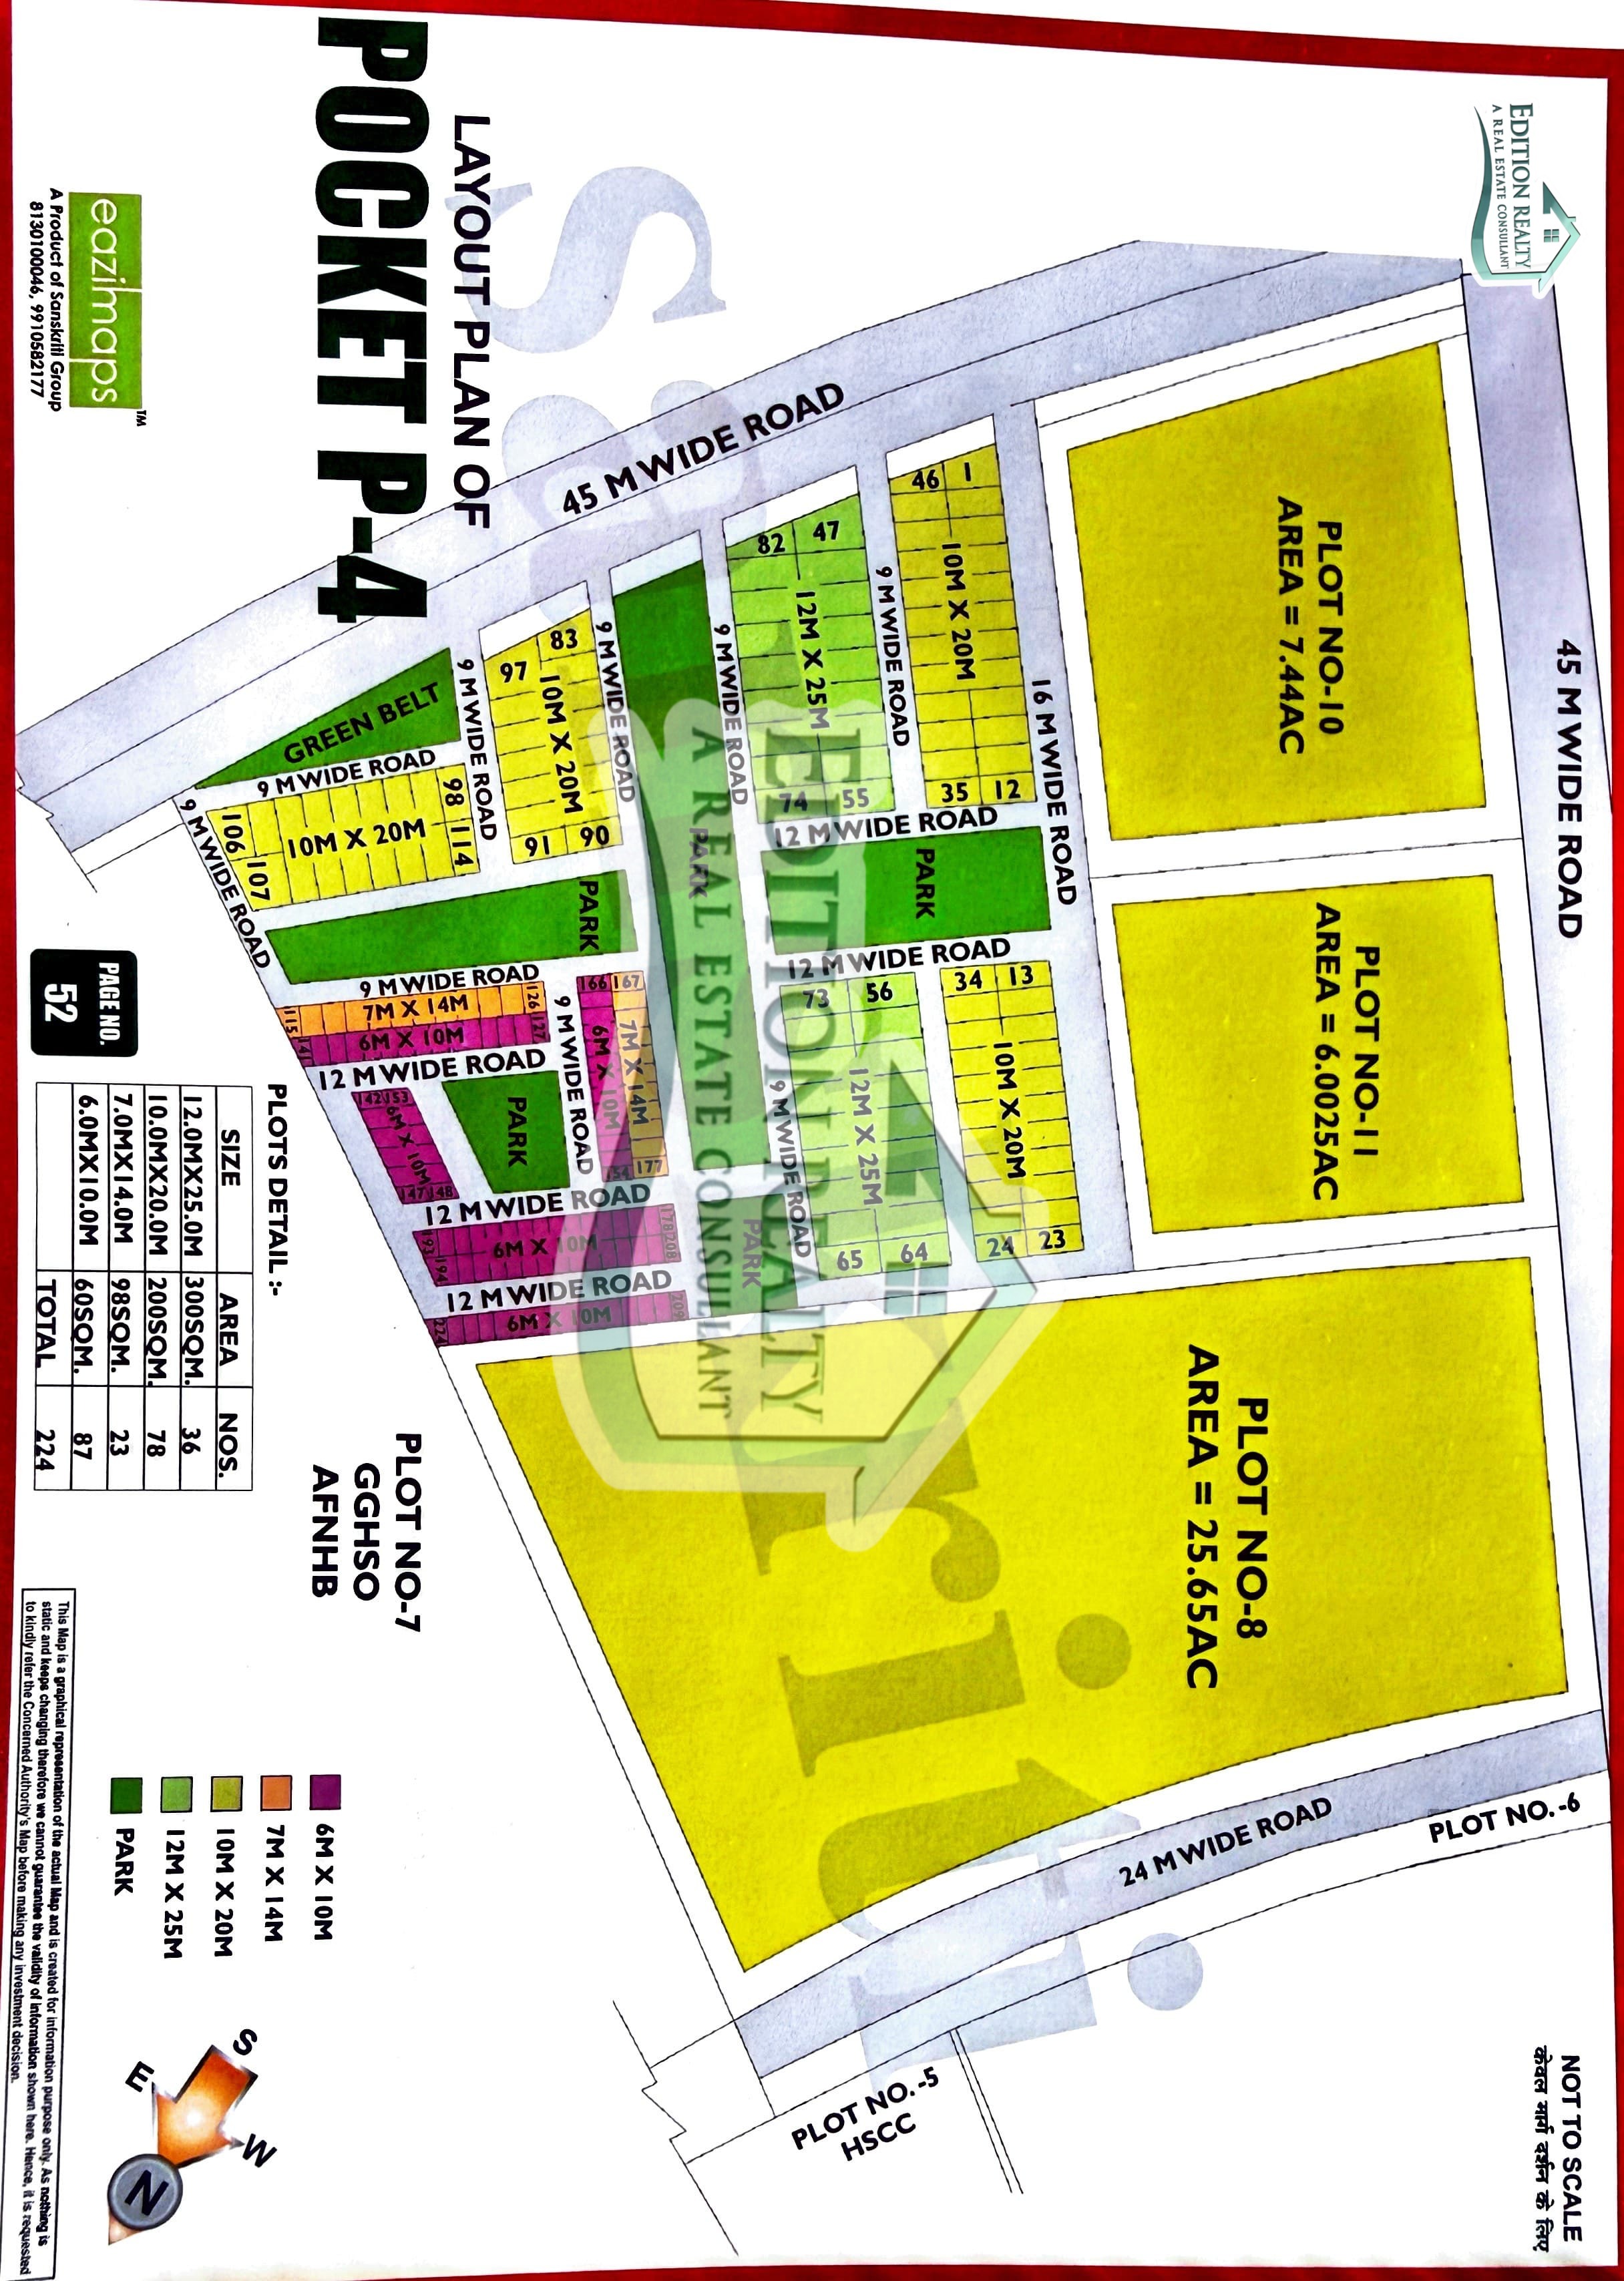 EDITION REALTY
A REAL ESTATE CONSULLANT
45 M WIDE ROAD
NOT TO SCALE
केवल मार्ग दर्शन के लिए
PLOT NO.-6
PLOT NO-10
AREA = 7.44AC
PLOT NO-11
AREA = 6.0025AC
PLOT NO-8
AREA = 25.65AC
24 M WIDE ROAD
16 M WIDE ROAD
1
12
10M X 20M
46
35
12 M WIDE ROAD
PARK
12 M WIDE ROAD
13
23
10M X 20M
34
24
9 M WIDE ROAD
47
55
12M X 25M
82
74
56
64
12M X 25M
73
65
9 M WIDE ROAD
9 M WIDE ROAD
PARK
PARK
EDITION REALTY
A REAL ESTATE CONSULLANT
sa
riti
PLOT NO.-5
HSCC
45 M WIDE ROAD
9 M WIDE ROAD
83
90
10M X 20M
97
91
PARK
167
177
7M X 14M
166
154
6M X 10M
9 M WIDE ROAD
178 208
209
12 M WIDE ROAD
6M X 10M
12 M WIDE ROAD
6M X 10M
193
194
224
9 M WIDE ROAD
GREEN BELT
9 M WIDE ROAD
98
114
10M X 20M
106
107
9 M WIDE ROAD
9 M WIDE ROAD
126 127
7M X 14M
6M X 10M
115
141
12 M WIDE ROAD
PARK
142 153
6M X 10M
147 148
LAYOUT PLAN OF
POCKET P-4
PLOT NO-7
GGHSO
AFNHB
PLOTS DETAIL :-
SIZE AREA NOS.
12.0MX25.0M 300SQM. 36
10.0MX20.0M 200SQM. 78
7.0MX14.0M 98SQM. 23
6.0MX10.0M 60SQM. 87
TOTAL 224
6M X 10M
7M X 14M
10M X 20M
12M X 25M
PARK
S
W
E
N
eazimaps
TM
A Product of Sanskriti Group
8130100046, 9910582177
PAGE NO.
52
This Map is a graphical representation of the actual Map and is created for information purpose only. As nothing is
static and keeps changing therefore we cannot guarantee the validity of information shown here. Hence, it is requested
to kindly refer the Concerned Authority's Map before making any investment decision.